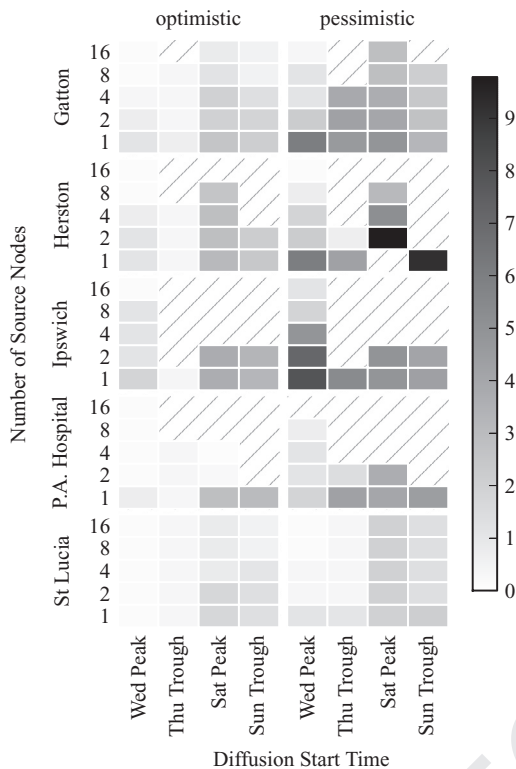 optimistic pessimistic
Number of Source Nodes
Gatton
16
8
4
2
1
Herston
16
8
4
2
1
Ipswich
16
8
4
2
1
P.A. Hospital
16
8
4
2
1
St Lucia
16
8
4
2
1
Wed Peak
Thu Trough
Sat Peak
Sun Trough
Wed Peak
Thu Trough
Sat Peak
Sun Trough
Diffusion Start Time
9
8
7
6
5
4
3
2
1
0